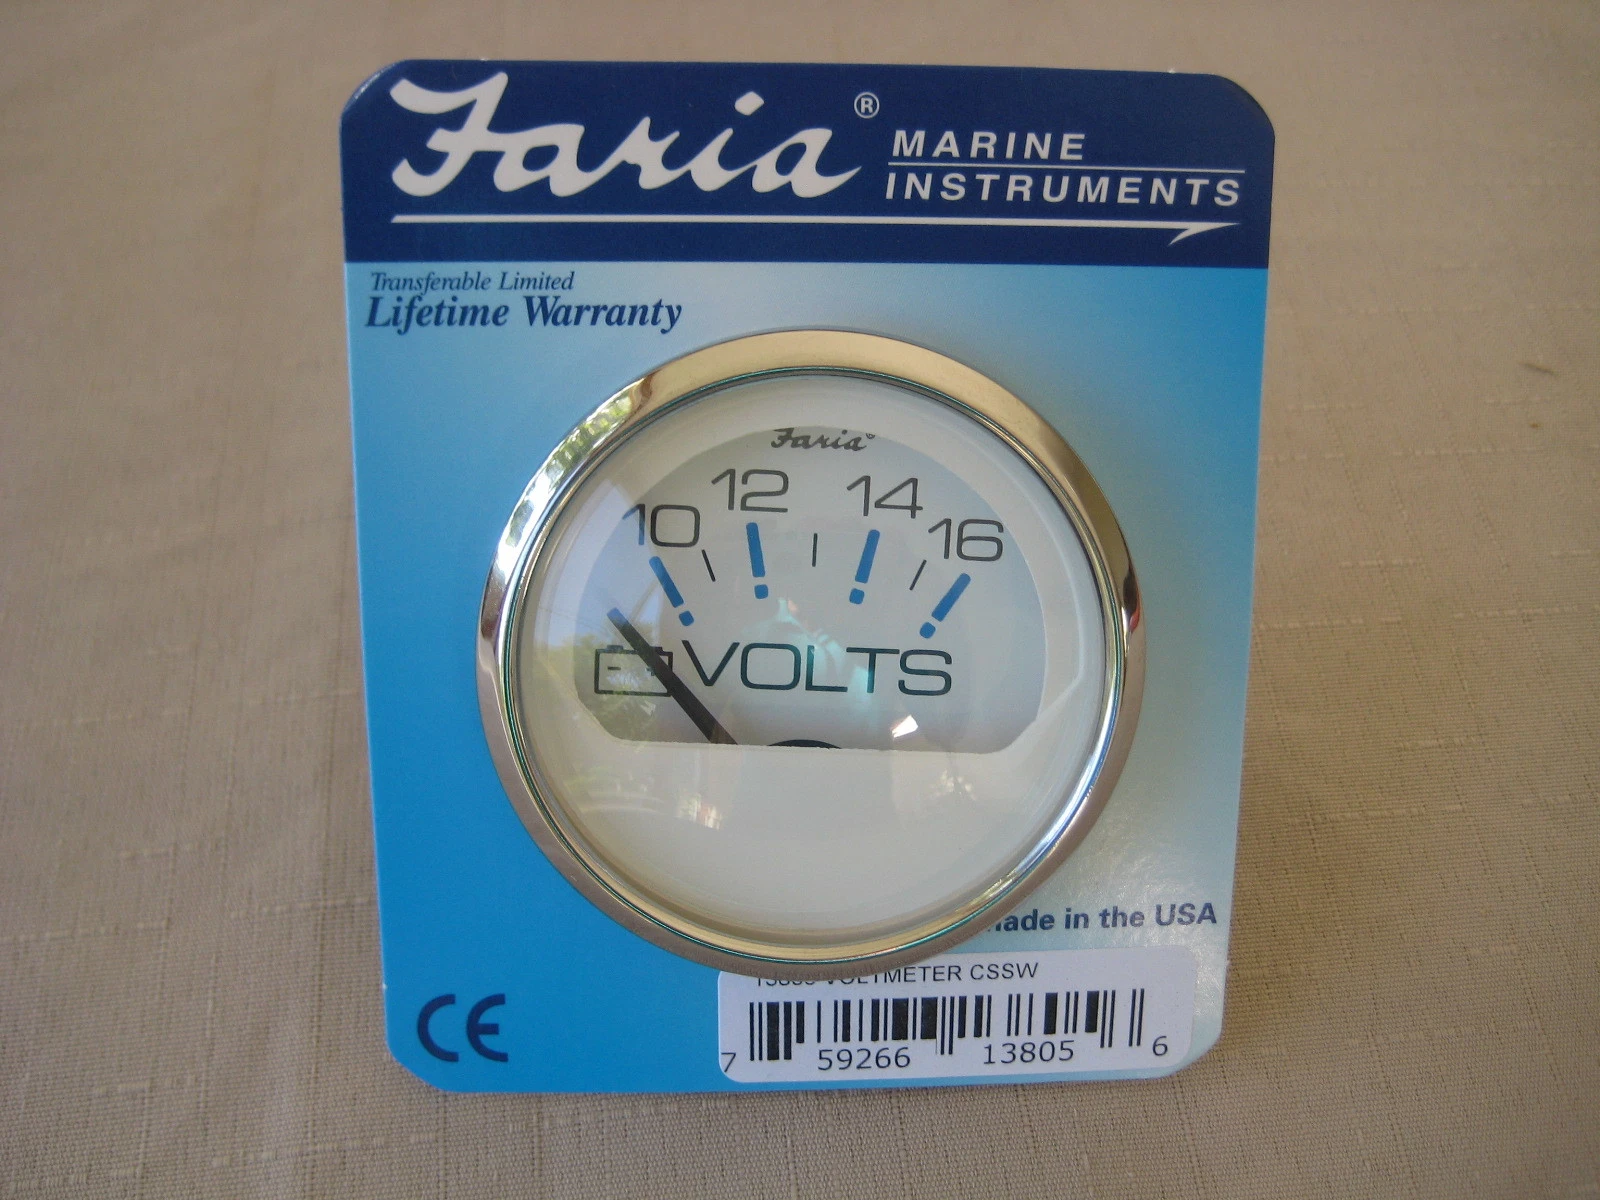 Faria®
MARINE
INSTRUMENTS
Transferable Limited
Lifetime Warranty
Faria®
10 12 14 16
- +
VOLTS
in the USA
VOLTMETER CSSW
CE
7 59266 13805 6